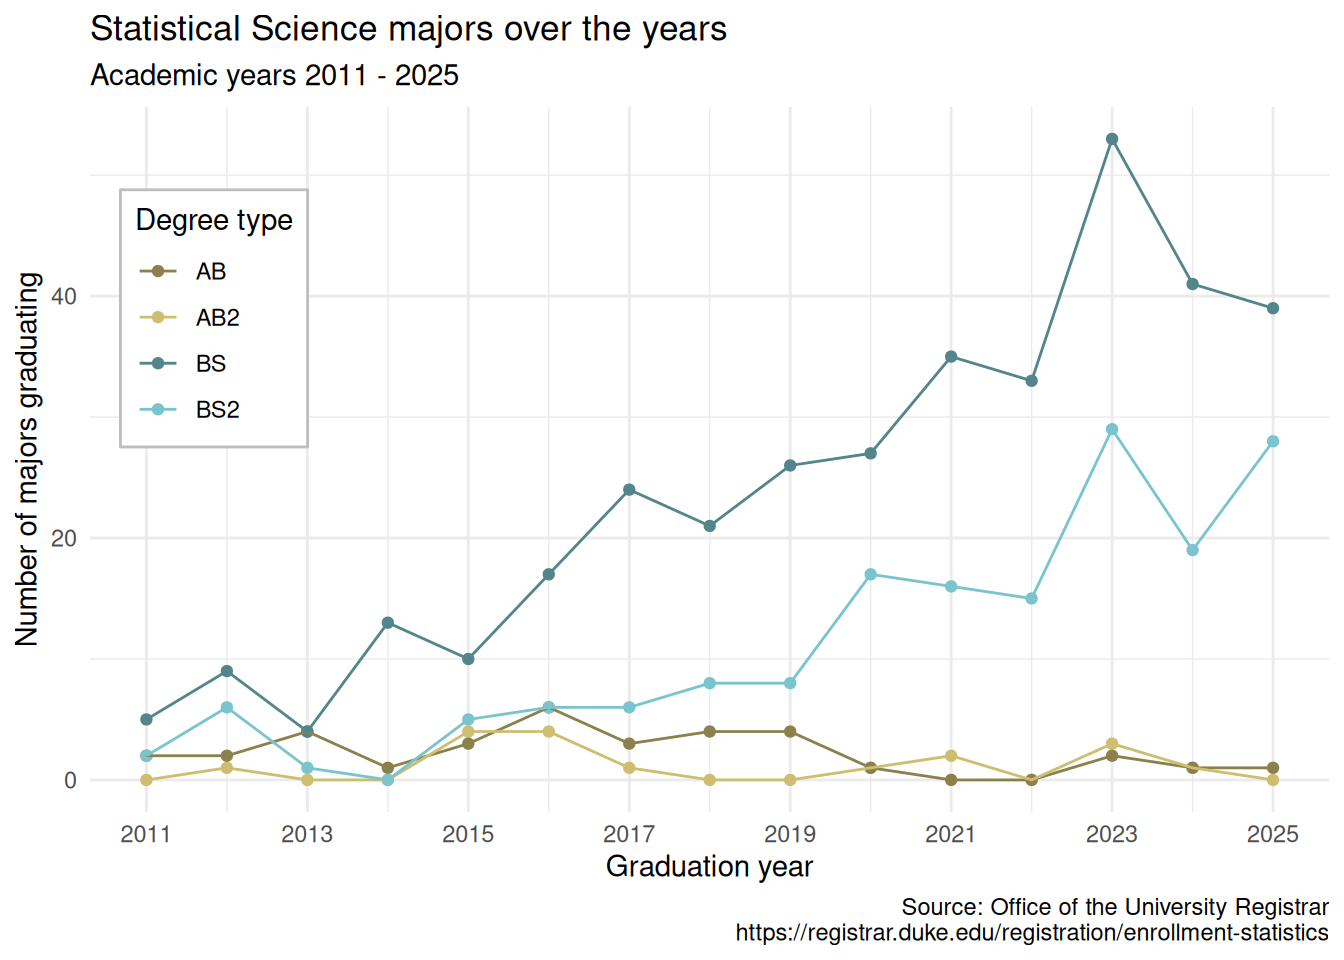 Statistical Science majors over the years
Academic years 2011 - 2025
Number of majors graduating
40
20
0
Degree type
AB
AB2
BS
BS2
2011 2013 2015 2017 2019 2021 2023 2025
Graduation year
Source: Office of the University Registrar
https://registrar.duke.edu/registration/enrollment-statistics